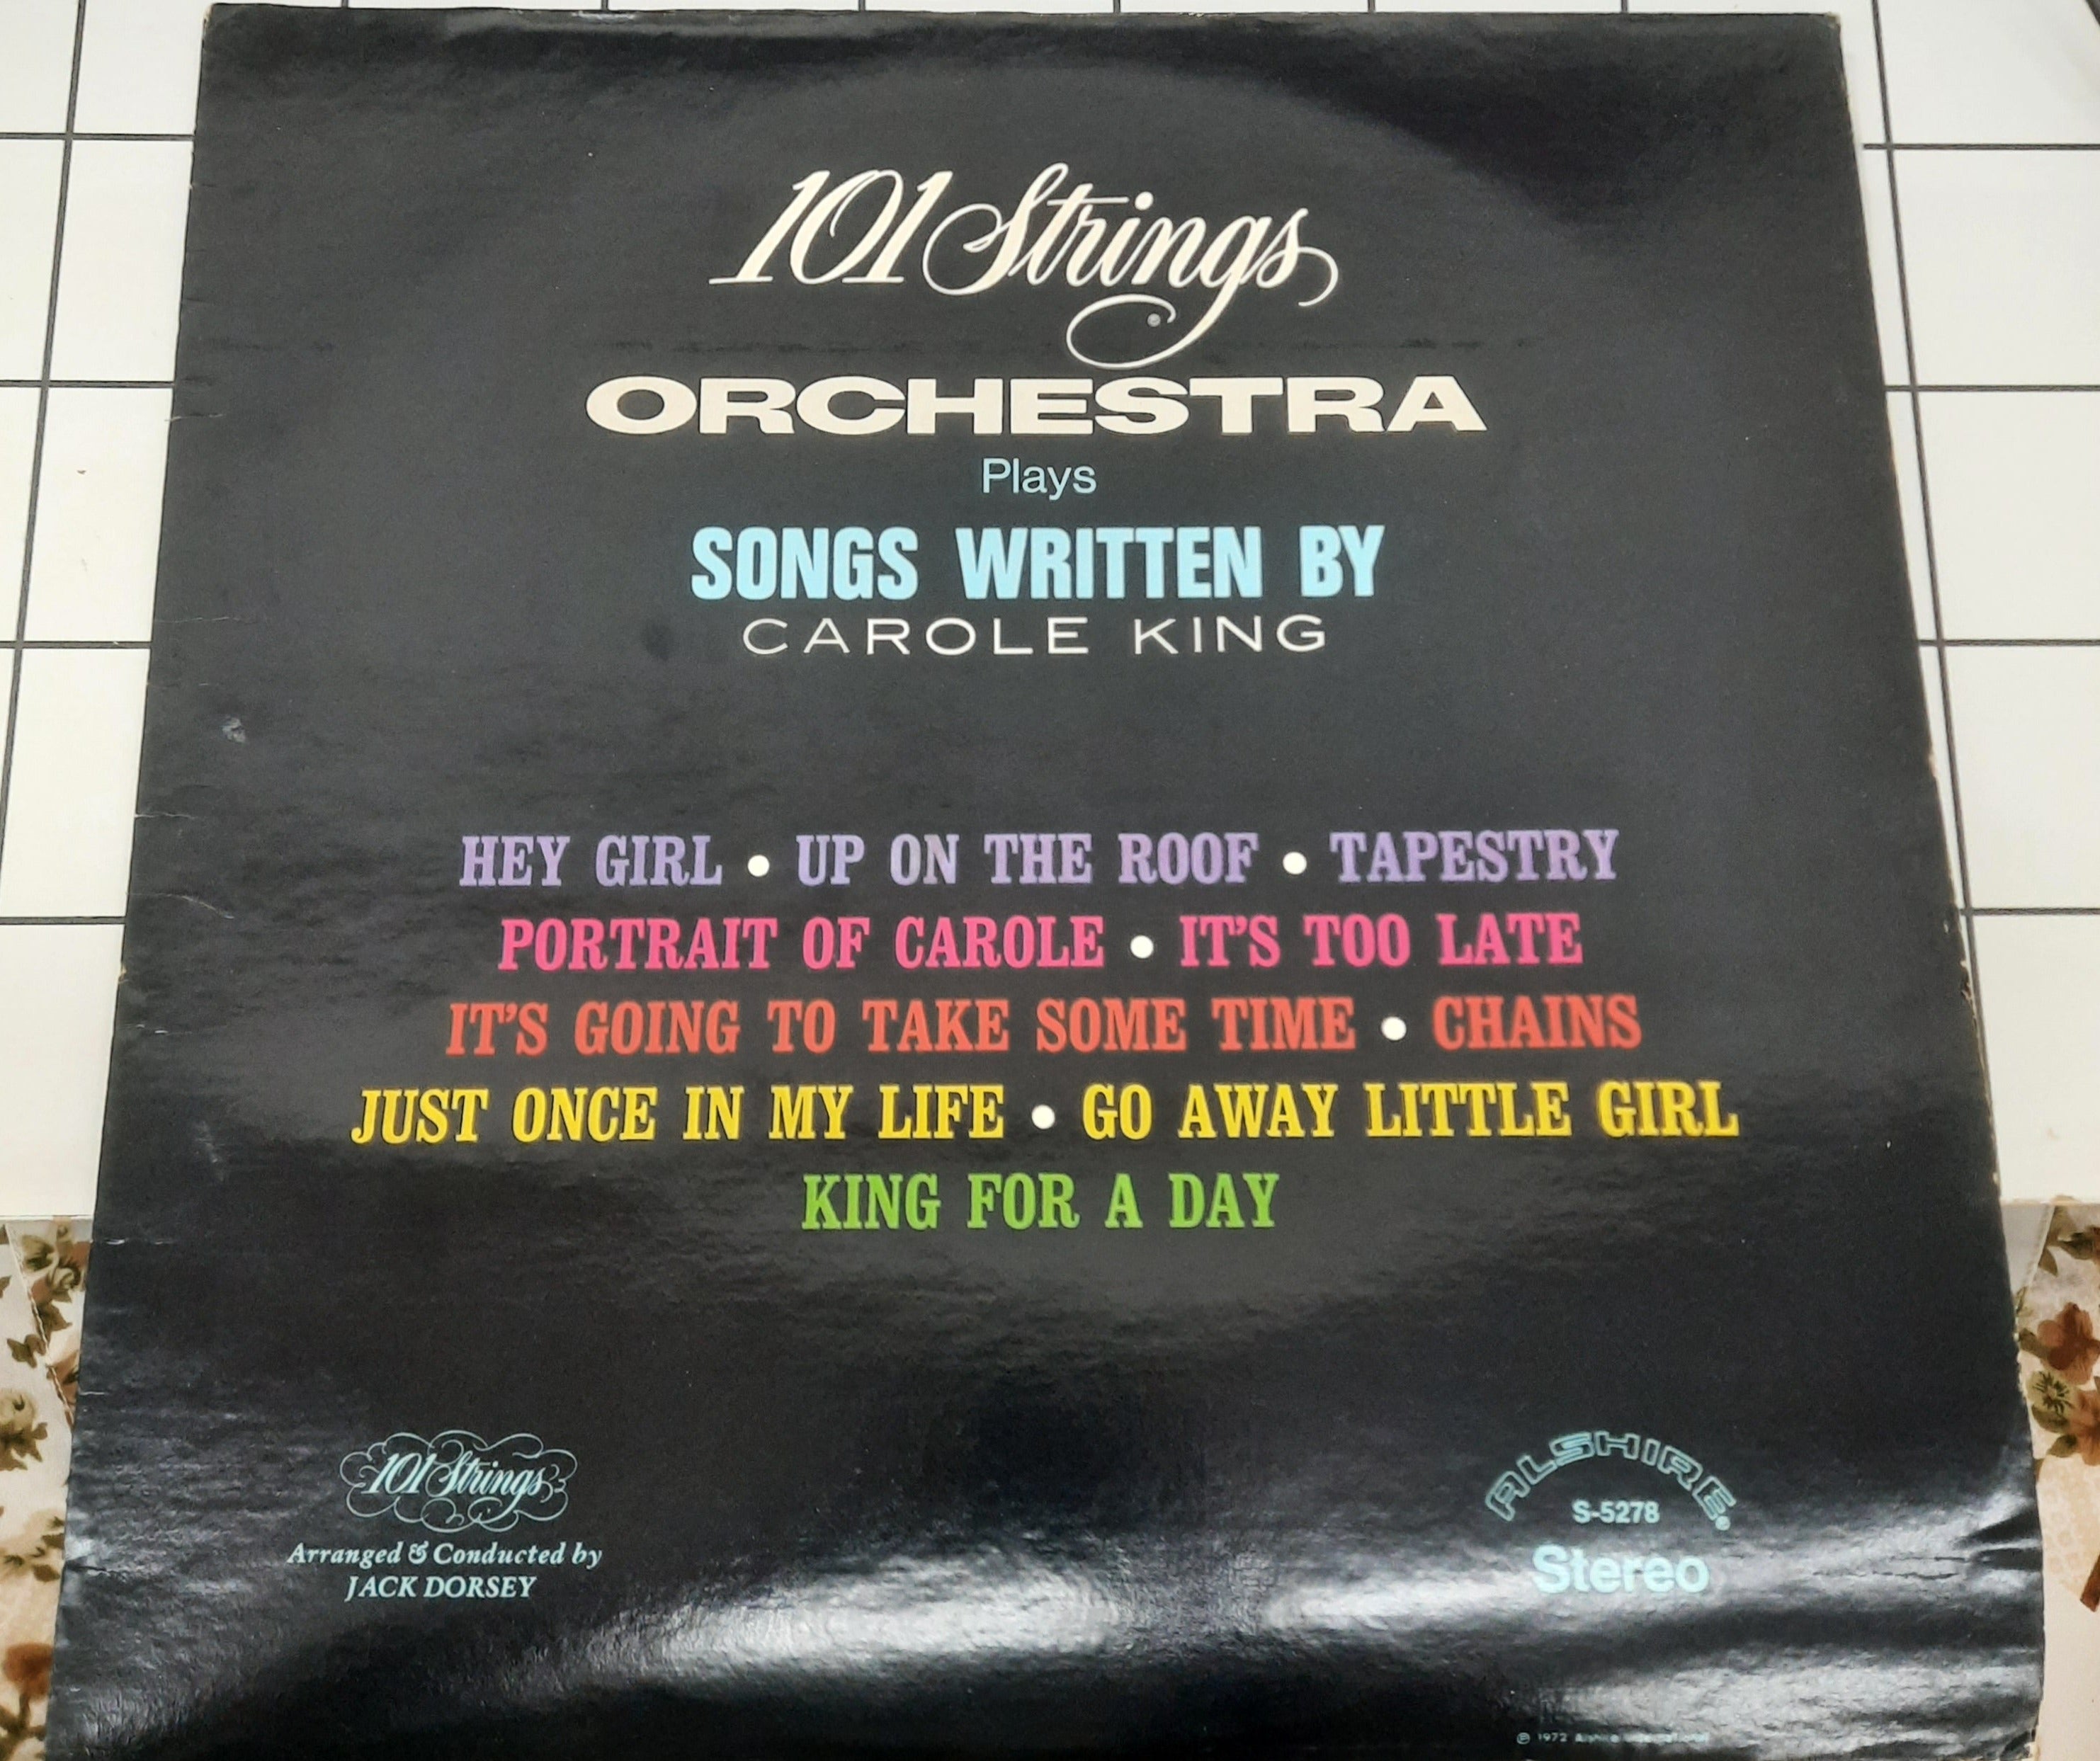 101 Strings
ORCHESTRA
Plays
SONGS WRITTEN BY
CAROLE KING
HEY GIRL • UP ON THE ROOF • TAPESTRY
PORTRAIT OF CAROLE • IT'S TOO LATE
IT'S GOING TO TAKE SOME TIME • CHAINS
JUST ONCE IN MY LIFE • GO AWAY LITTLE GIRL
KING FOR A DAY
101 Strings
Arranged & Conducted by
JACK DORSEY
ALSHIRE®
S-5278
Stereo
℗ 1972